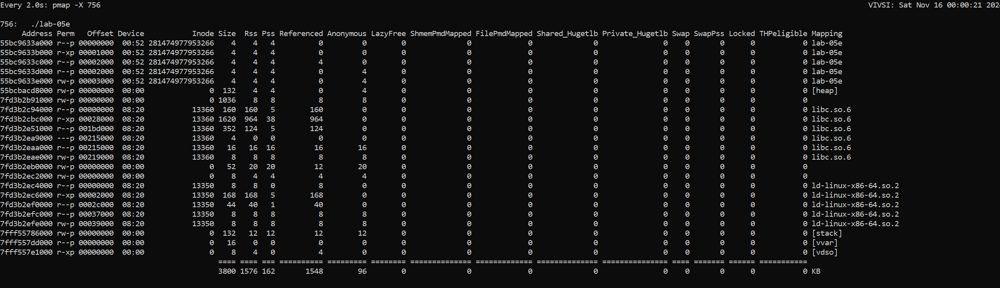 Every 2.0s: pmap -X 756 VIVSI: Sat Nov 16 00:00:21 202
756: ./lab-05e
Address Perm Offset Device Inode Size Rss Pss Referenced Anonymous LazyFree ShmemPmdMapped FilePmdMapped Shared_Hugetlb Private_Hugetlb Swap SwapPss Locked THPeligible Mapping
55bc9633a000 r--p 00000000 00:52 281474977953266 4 4 4 0 0 0 0 0 0 0 0 0 0 0 lab-05e
55bc9633b000 r-xp 00001000 00:52 281474977953266 4 4 4 0 0 0 0 0 0 0 0 0 0 0 lab-05e
55bc9633c000 r--p 00002000 00:52 281474977953266 4 4 4 4 0 0 0 0 0 0 0 0 0 0 lab-05e
55bc9633d000 r--p 00002000 00:52 281474977953266 4 4 4 0 4 0 0 0 0 0 0 0 0 0 lab-05e
55bc9633e000 rw-p 00003000 00:52 281474977953266 4 4 4 0 4 0 0 0 0 0 0 0 0 0 lab-05e
55bcbacd8000 rw-p 00000000 00:00 0 132 4 4 0 4 0 0 0 0 0 0 0 0 0 [heap]
7fd3b2b91000 rw-p 00000000 00:00 0 1036 8 8 8 8 0 0 0 0 0 0 0 0 0
7fd3b2c94000 r--p 00000000 08:20 13360 160 160 5 160 0 0 0 0 0 0 0 0 0 0 libc.so.6
7fd3b2cbc000 r-xp 00028000 08:20 13360 1620 964 38 964 0 0 0 0 0 0 0 0 0 0 libc.so.6
7fd3b2e51000 r--p 001bd000 08:20 13360 352 124 5 124 0 0 0 0 0 0 0 0 0 0 libc.so.6
7fd3b2ea9000 ---p 00215000 08:20 13360 4 0 0 0 0 0 0 0 0 0 0 0 0 0 libc.so.6
7fd3b2eaa000 r--p 00215000 08:20 13360 16 16 16 16 16 0 0 0 0 0 0 0 0 0 libc.so.6
7fd3b2eae000 rw-p 00219000 08:20 13360 8 8 8 8 8 0 0 0 0 0 0 0 0 0 libc.so.6
7fd3b2eb0000 rw-p 00000000 00:00 0 52 20 20 12 20 0 0 0 0 0 0 0 0 0
7fd3b2ec2000 rw-p 00000000 00:00 0 8 4 4 4 4 0 0 0 0 0 0 0 0 0
7fd3b2ec4000 r--p 00000000 08:20 13350 8 8 0 8 0 0 0 0 0 0 0 0 0 0 ld-linux-x86-64.so.2
7fd3b2ec6000 r-xp 00002000 08:20 13350 168 168 5 168 0 0 0 0 0 0 0 0 0 0 ld-linux-x86-64.so.2
7fd3b2ef0000 r--p 0002c000 08:20 13350 44 40 1 40 0 0 0 0 0 0 0 0 0 0 ld-linux-x86-64.so.2
7fd3b2efc000 r--p 00037000 08:20 13350 8 8 8 8 8 0 0 0 0 0 0 0 0 0 ld-linux-x86-64.so.2
7fd3b2efe000 rw-p 00039000 08:20 13350 8 8 8 8 8 0 0 0 0 0 0 0 0 0 ld-linux-x86-64.so.2
7fff55786000 rw-p 00000000 00:00 0 132 12 12 12 12 0 0 0 0 0 0 0 0 0 [stack]
7fff557dd000 r--p 00000000 00:00 0 16 0 0 0 0 0 0 0 0 0 0 0 0 0 [vvar]
7fff557e1000 r-xp 00000000 00:00 0 8 4 0 4 0 0 0 0 0 0 0 0 0 0 [vdso]
==== ==== === ========== ========= ======== ============== ============= ============== =============== ==== ======= ====== ===========
3800 1576 162 1548 96 0 0 0 0 0 0 0 0 0 KB